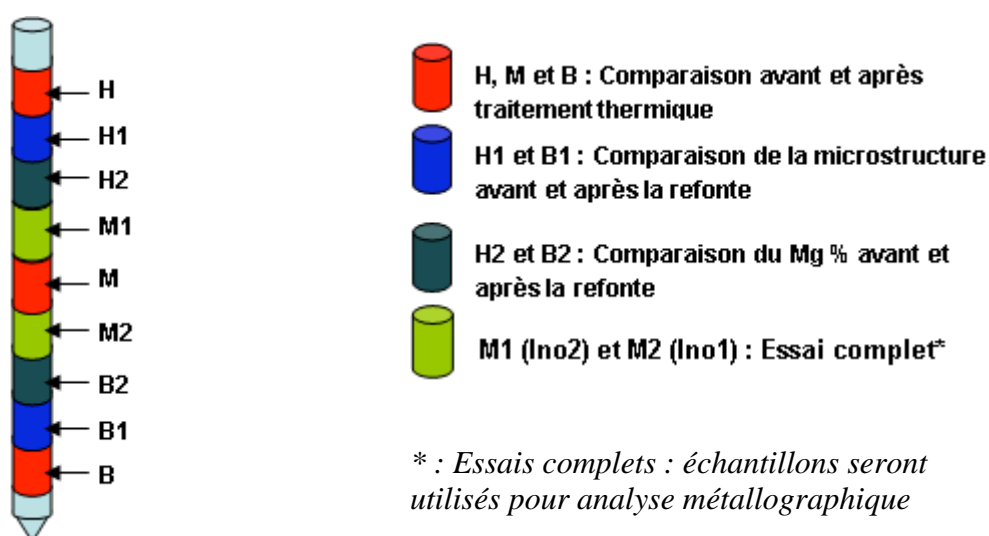 H
H1
H2
M1
M
M2
B2
B1
B
H, M et B : Comparaison avant et après
traitement thermique
H1 et B1 : Comparaison de la microstructure
avant et après la refonte
H2 et B2 : Comparaison du Mg % avant et
après la refonte
M1 (Ino2) et M2 (Ino1) : Essai complet*
* : Essais complets : échantillons seront
utilisés pour analyse métallographique